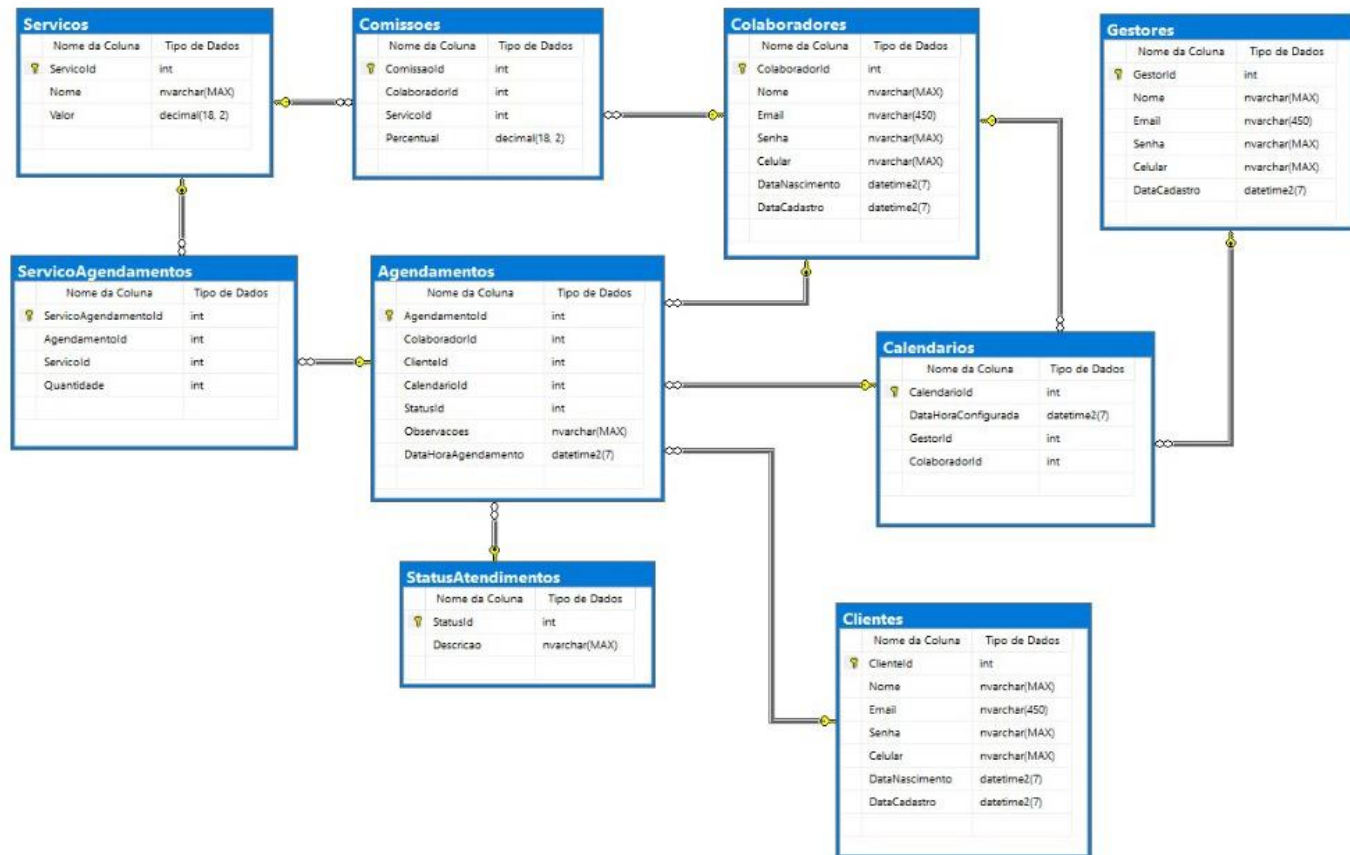 Servicos
Nome da Coluna Tipo de Dados
ServicoId int
Nome nvarchar(MAX)
Valor decimal(18, 2)
Comissoes
Nome da Coluna Tipo de Dados
ComissaoId int
ColaboradorId int
ServicoId int
Percentual decimal(18, 2)
Colaboradores
Nome da Coluna Tipo de Dados
ColaboradorId int
Nome nvarchar(MAX)
Email nvarchar(450)
Senha nvarchar(MAX)
Celular nvarchar(MAX)
DataNascimento datetime2(7)
DataCadastro datetime2(7)
Gestores
Nome da Coluna Tipo de Dados
GestorId int
Nome nvarchar(MAX)
Email nvarchar(450)
Senha nvarchar(MAX)
Celular nvarchar(MAX)
DataCadastro datetime2(7)
ServicoAgendamentos
Nome da Coluna Tipo de Dados
ServicoAgendamentoId int
AgendamentoId int
ServicoId int
Quantidade int
Agendamentos
Nome da Coluna Tipo de Dados
AgendamentoId int
ColaboradorId int
ClienteId int
CalendarioId int
StatusId int
Observacoes nvarchar(MAX)
DataHoraAgendamento datetime2(7)
Calendarios
Nome da Coluna Tipo de Dados
CalendarioId int
DataHoraConfigurada datetime2(7)
GestorId int
ColaboradorId int
StatusAtendimentos
Nome da Coluna Tipo de Dados
StatusId int
Descricao nvarchar(MAX)
Clientes
Nome da Coluna Tipo de Dados
ClienteId int
Nome nvarchar(MAX)
Email nvarchar(450)
Senha nvarchar(MAX)
Celular nvarchar(MAX)
DataNascimento datetime2(7)
DataCadastro datetime2(7)